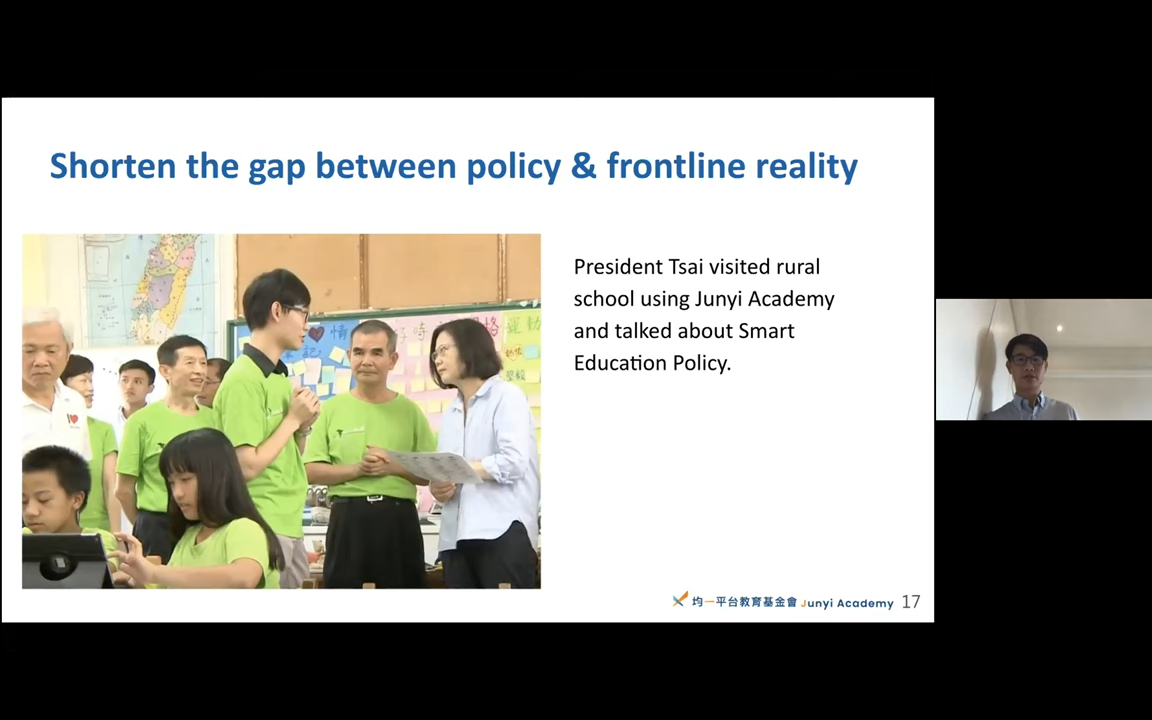 Shorten the gap between policy & frontline reality
President Tsai visited rural
school using Junyi Academy
and talked about Smart
Education Policy.
均一平台教育基金會 Junyi Academy 17